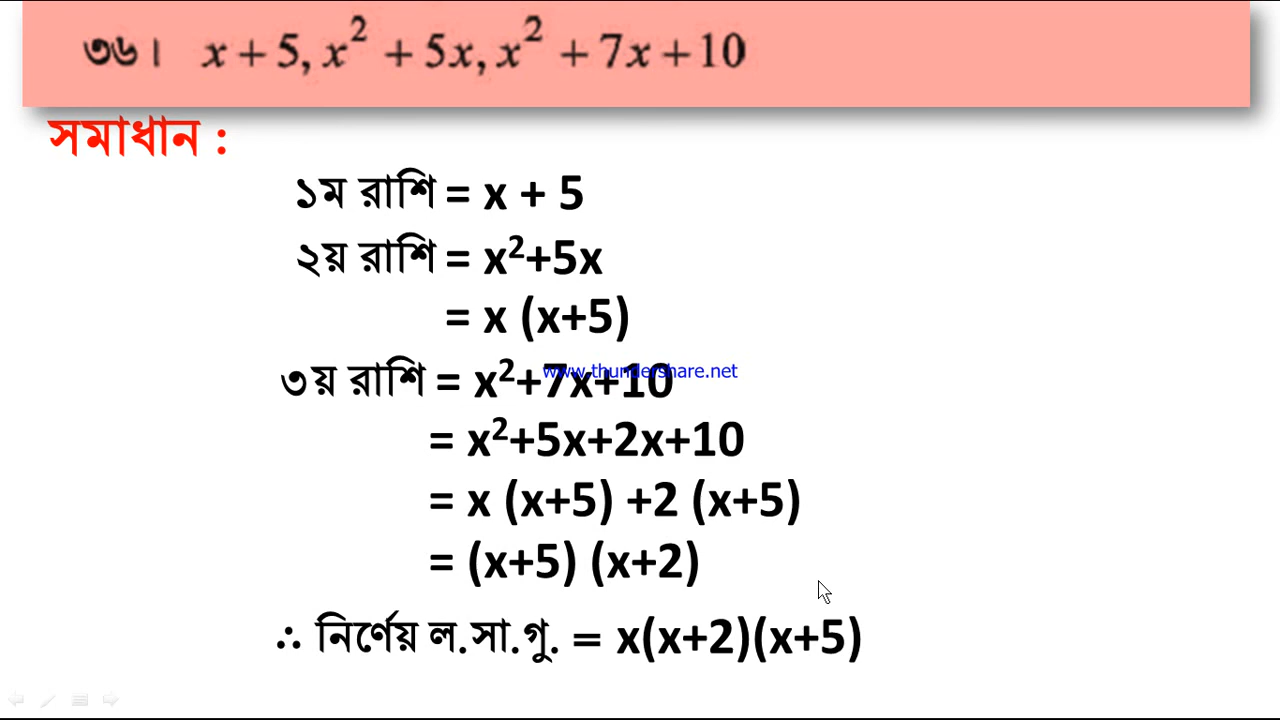 ৩৬। x + 5, x² + 5x, x² + 7x + 10
সমাধান :
১ম রাশি = x + 5
২য় রাশি = x²+5x
= x (x+5)
৩য় রাশি = x²+7x+10
www.thundershare.net
= x²+5x+2x+10
= x (x+5) +2 (x+5)
= (x+5) (x+2)
∴ নির্ণেয় ল.সা.গু. = x(x+2)(x+5)